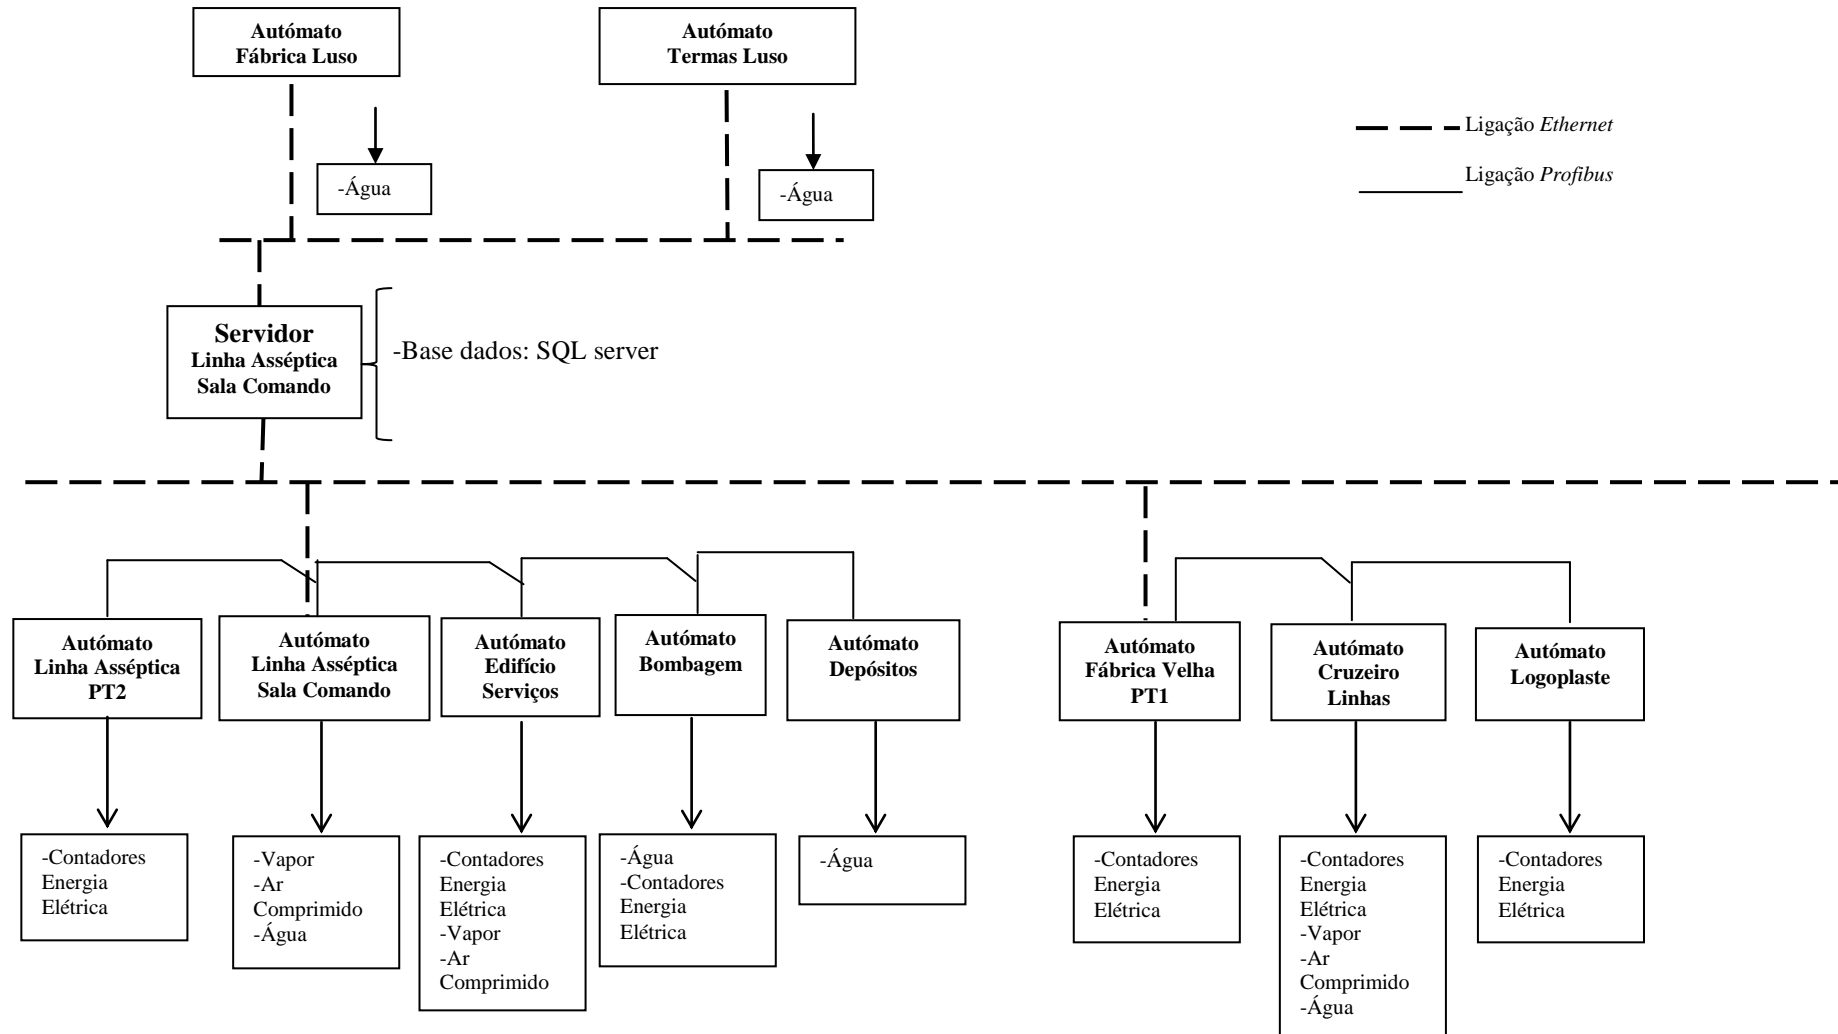 Autómato
Fábrica Luso
Autómato
Termas Luso
-Água
-Água
Ligação Ethernet
Ligação Profibus
Servidor
Linha Asséptica
Sala Comando
-Base dados: SQL server
Autómato
Linha Asséptica
PT2
Autómato
Linha Asséptica
Sala Comando
Autómato
Edifício
Serviços
Autómato
Bombagem
Autómato
Depósitos
Autómato
Fábrica Velha
PT1
Autómato
Cruzeiro
Linhas
Autómato
Logoplaste
-Contadores
Energia
Elétrica
-Vapor
-Ar
Comprimido
-Água
-Contadores
Energia
Elétrica
-Vapor
-Ar
Comprimido
-Água
-Contadores
Energia
Elétrica
-Água
-Contadores
Energia
Elétrica
-Contadores
Energia
Elétrica
-Vapor
-Ar
Comprimido
-Água
-Contadores
Energia
Elétrica